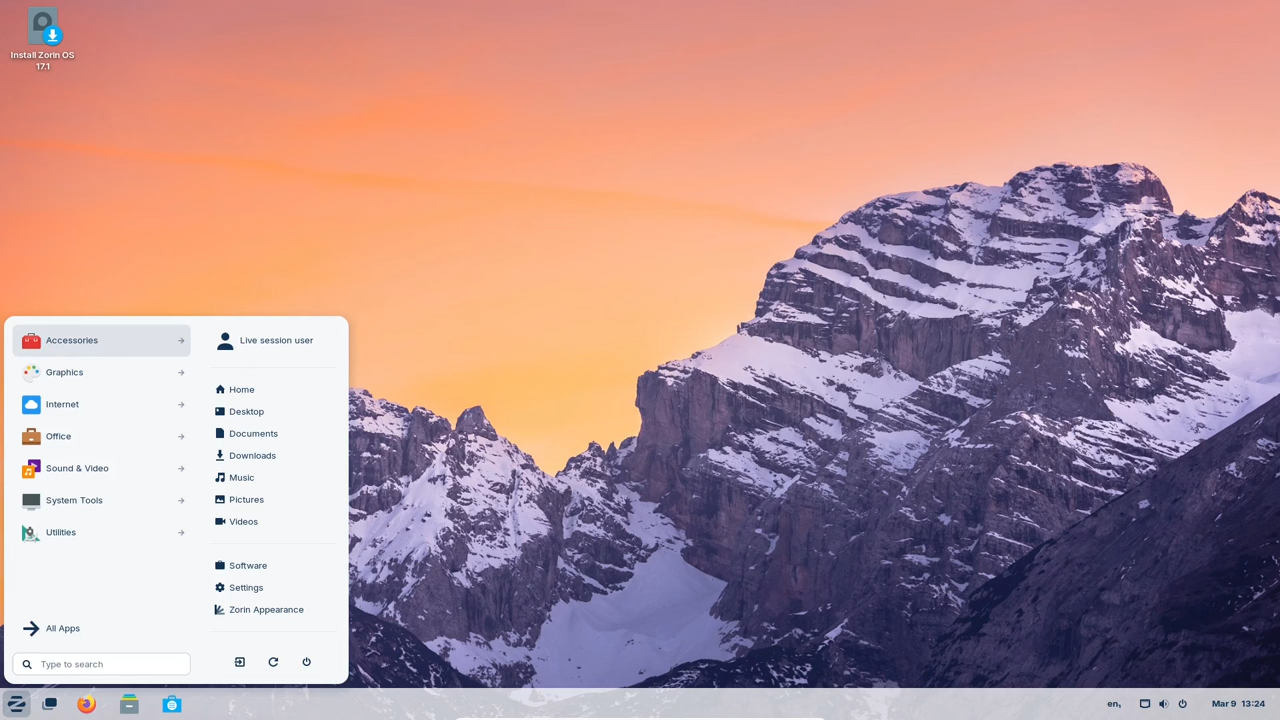 Install Zorin OS
17.1
Accessories
Graphics
Internet
Office
Sound & Video
System Tools
Utilities
All Apps
Type to search
Live session user
Home
Desktop
Documents
Downloads
Music
Pictures
Videos
Software
Settings
Zorin Appearance
en₁
Mar 9 13:24